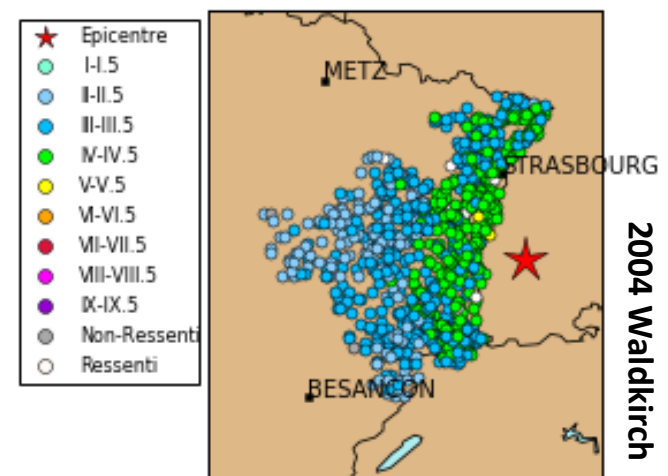 Epicentre
I-I.5
II-II.5
III-III.5
IV-IV.5
V-V.5
VI-VI.5
VII-VII.5
VIII-VIII.5
IX-IX.5
Non-Ressenti
Ressenti
METZ
STRASBOURG
BESANCON
2004 Waldkirch